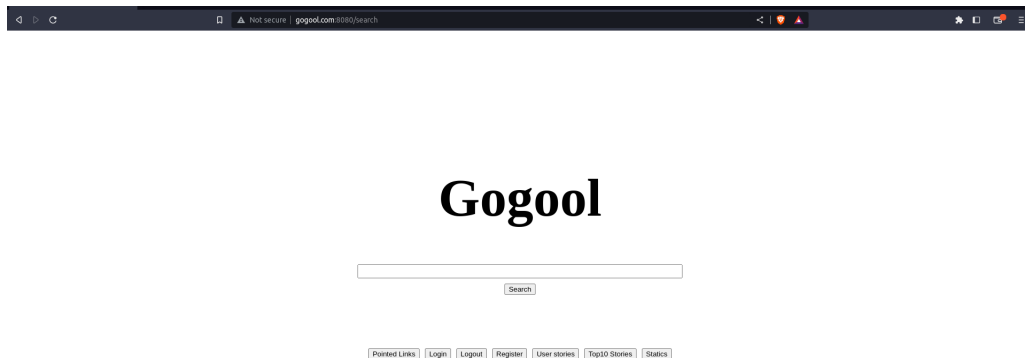 Not secure | gogool.com:8080/search
Gogool
Search
Pointed Links Login Logout Register User stories Top10 Stories Statics